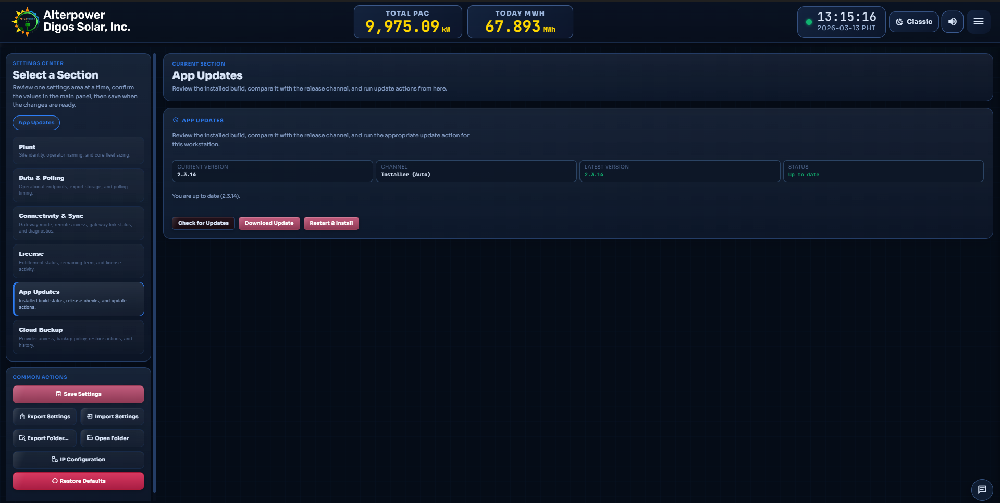 ALTERPOWER
Alterpower
Digos Solar, Inc.
TOTAL PAC
9,975.09 kW
TODAY MWH
67.893 MWh
13:15:16
2026-03-13 PHT
Classic
SETTINGS CENTER
Select a Section
Review one settings area at a time, confirm
the values in the main panel, then save when
the changes are ready.
App Updates
Plant
Site identity, operator naming, and core fleet sizing.
Data & Polling
Operational endpoints, export storage, and polling
timing.
Connectivity & Sync
Gateway mode, remote access, gateway link status,
and diagnostics.
License
Entitlement status, remaining term, and license
activity.
App Updates
Installed build status, release checks, and update
actions.
Cloud Backup
Provider access, backup policy, restore actions, and
history.
COMMON ACTIONS
Save Settings
Export Settings
Import Settings
Export Folder...
Open Folder
IP Configuration
Restore Defaults
CURRENT SECTION
App Updates
Review the installed build, compare it with the release channel, and run update actions from here.
APP UPDATES
Review the installed build, compare it with the release channel, and run the appropriate update action for
this workstation.
CURRENT VERSION
2.3.14
CHANNEL
Installer (Auto)
LATEST VERSION
2.3.14
STATUS
Up to date
You are up to date (2.3.14).
Check for Updates
Download Update
Restart & Install